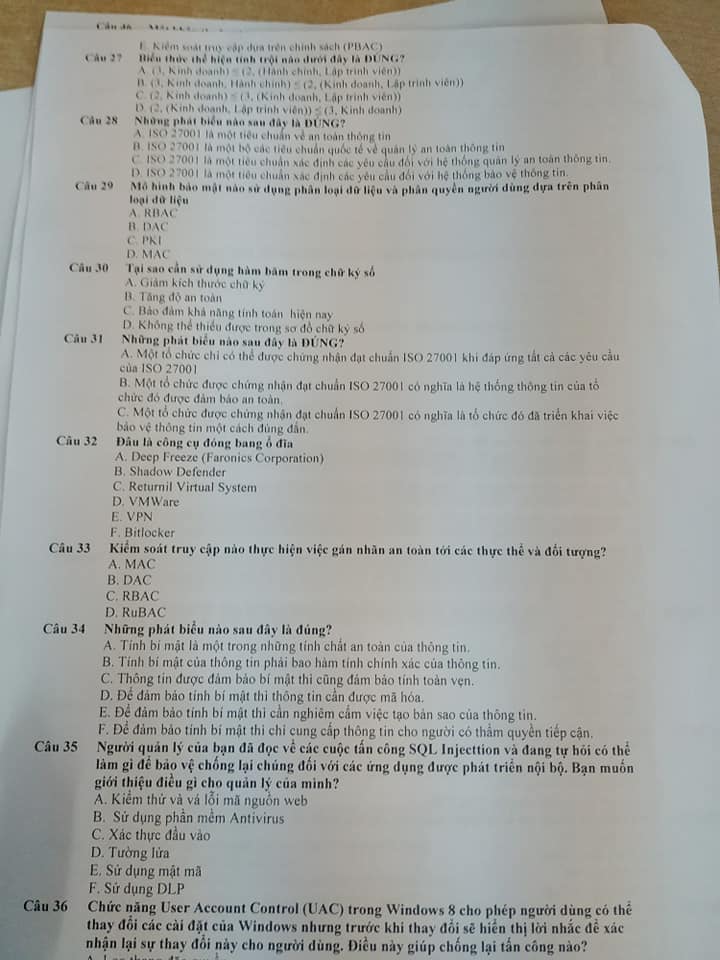 Câu 26
E. Kiểm soát truy cập dựa trên chính sách (PBAC)
Câu 27 Biểu thức thể hiện tính trội nào dưới đây là ĐÚNG?
A. (3, Kinh doanh) ≤ (2, (Hành chính, Lập trình viên))
B. (3, Kinh doanh, Hành chính) ≤ (2, (Kinh doanh, Lập trình viên))
C. (2, Kinh doanh) ≤ (3, (Kinh doanh, Lập trình viên))
D. (2, (Kinh doanh, Lập trình viên)) ≤ (3, Kinh doanh)
Câu 28 Những phát biểu nào sau đây là ĐÚNG?
A. ISO 27001 là một tiêu chuẩn về an toàn thông tin
B. ISO 27001 là một bộ các tiêu chuẩn quốc tế về quản lý an toàn thông tin
C. ISO 27001 là một tiêu chuẩn xác định các yêu cầu đối với hệ thống quản lý an toàn thông tin.
D. ISO 27001 là một tiêu chuẩn xác định các yêu cầu đối với hệ thống bảo vệ thông tin.
Câu 29 Mô hình bảo mật nào sử dụng phân loại dữ liệu và phân quyền người dùng dựa trên phân
loại dữ liệu
A. RBAC
B. DAC
C. PKI
D. MAC
Câu 30 Tại sao cần sử dụng hàm băm trong chữ ký số
A. Giảm kích thước chữ ký
B. Tăng độ an toàn
C. Bảo đảm khả năng tính toán hiện nay
D. Không thể thiếu được trong sơ đồ chữ ký số
Câu 31 Những phát biểu nào sau đây là ĐÚNG?
A. Một tổ chức chỉ có thể được chứng nhận đạt chuẩn ISO 27001 khi đáp ứng tất cả các yêu cầu
của ISO 27001
B. Một tổ chức được chứng nhận đạt chuẩn ISO 27001 có nghĩa là hệ thống thông tin của tổ
chức đó được đảm bảo an toàn.
C. Một tổ chức được chứng nhận đạt chuẩn ISO 27001 có nghĩa là tổ chức đó đã triển khai việc
bảo vệ thông tin một cách đúng đắn.
Câu 32 Đâu là công cụ đóng bang ổ đĩa
A. Deep Freeze (Faronics Corporation)
B. Shadow Defender
C. Returnil Virtual System
D. VMWare
E. VPN
F. Bitlocker
Câu 33 Kiểm soát truy cập nào thực hiện việc gán nhãn an toàn tới các thực thể và đối tượng?
A. MAC
B. DAC
C. RBAC
D. RuBAC
Câu 34 Những phát biểu nào sau đây là đúng?
A. Tính bí mật là một trong những tính chất an toàn của thông tin.
B. Tính bí mật của thông tin phải bao hàm tính chính xác của thông tin.
C. Thông tin được đảm bảo bí mật thì cũng đảm bảo tính toàn vẹn.
D. Để đảm bảo tính bí mật thì thông tin cần được mã hóa.
E. Để đảm bảo tính bí mật thì cần nghiêm cấm việc tạo bản sao của thông tin.
F. Để đảm bảo tính bí mật thì chỉ cung cấp thông tin cho người có thẩm quyền tiếp cận.
Câu 35 Người quản lý của bạn đã đọc về các cuộc tấn công SQL Injecttion và đang tự hỏi có thể
làm gì để bảo vệ chống lại chúng đối với các ứng dụng được phát triển nội bộ. Bạn muốn
giới thiệu điều gì cho quản lý của mình?
A. Kiểm thử và vá lỗi mã nguồn web
B. Sử dụng phần mềm Antivirus
C. Xác thực đầu vào
D. Tường lửa
E. Sử dụng mật mã
F. Sử dụng DLP
Câu 36 Chức năng User Account Control (UAC) trong Windows 8 cho phép người dùng có thể
thay đổi các cài đặt của Windows nhưng trước khi thay đổi sẽ hiển thị lời nhắc để xác
nhận lại sự thay đổi này cho người dùng. Điều này giúp chống lại tấn công nào?